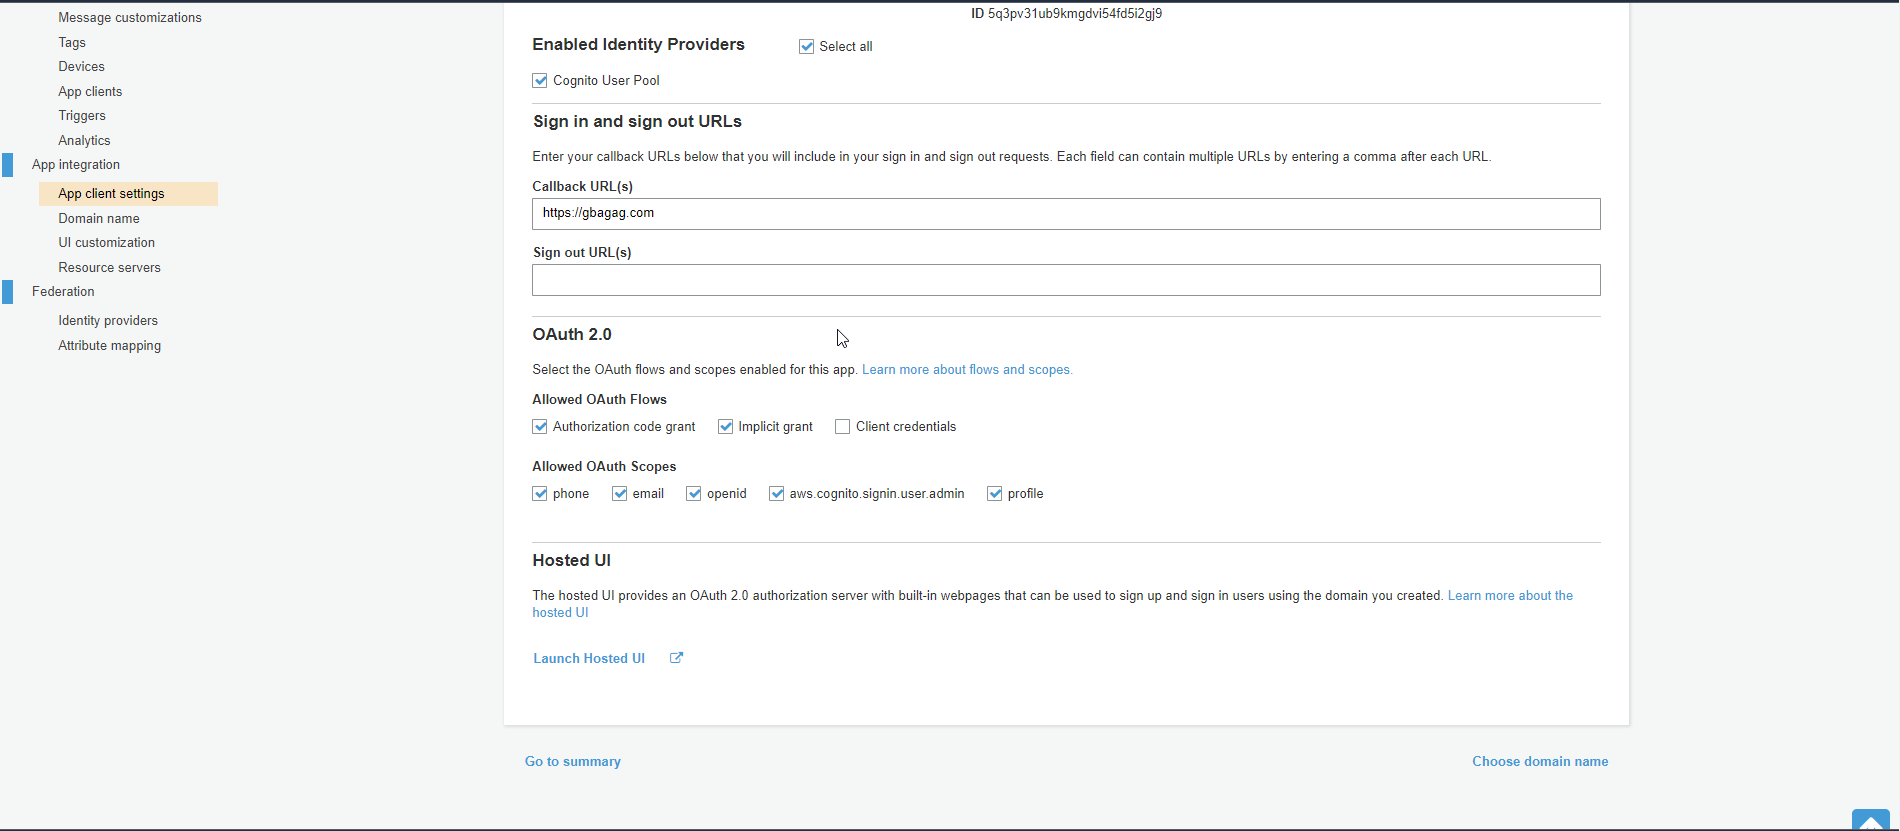 Message customizations
Tags
Devices
App clients
Triggers
Analytics
App integration
App client settings
Domain name
UI customization
Resource servers
Federation
Identity providers
Attribute mapping
ID 5q3pv31ub9kmgdvi54fd5i2gj9
Enabled Identity Providers Select all
Cognito User Pool
Sign in and sign out URLs
Enter your callback URLs below that you will include in your sign in and sign out requests. Each field can contain multiple URLs by entering a comma after each URL.
Callback URL(s)
https://gbagag.com
Sign out URL(s)
OAuth 2.0
Select the OAuth flows and scopes enabled for this app. Learn more about flows and scopes.
Allowed OAuth Flows
Authorization code grant Implicit grant Client credentials
Allowed OAuth Scopes
phone email openid aws.cognito.signin.user.admin profile
Hosted UI
The hosted UI provides an OAuth 2.0 authorization server with built-in webpages that can be used to sign up and sign in users using the domain you created. Learn more about the
hosted UI
Launch Hosted UI
Go to summary Choose domain name